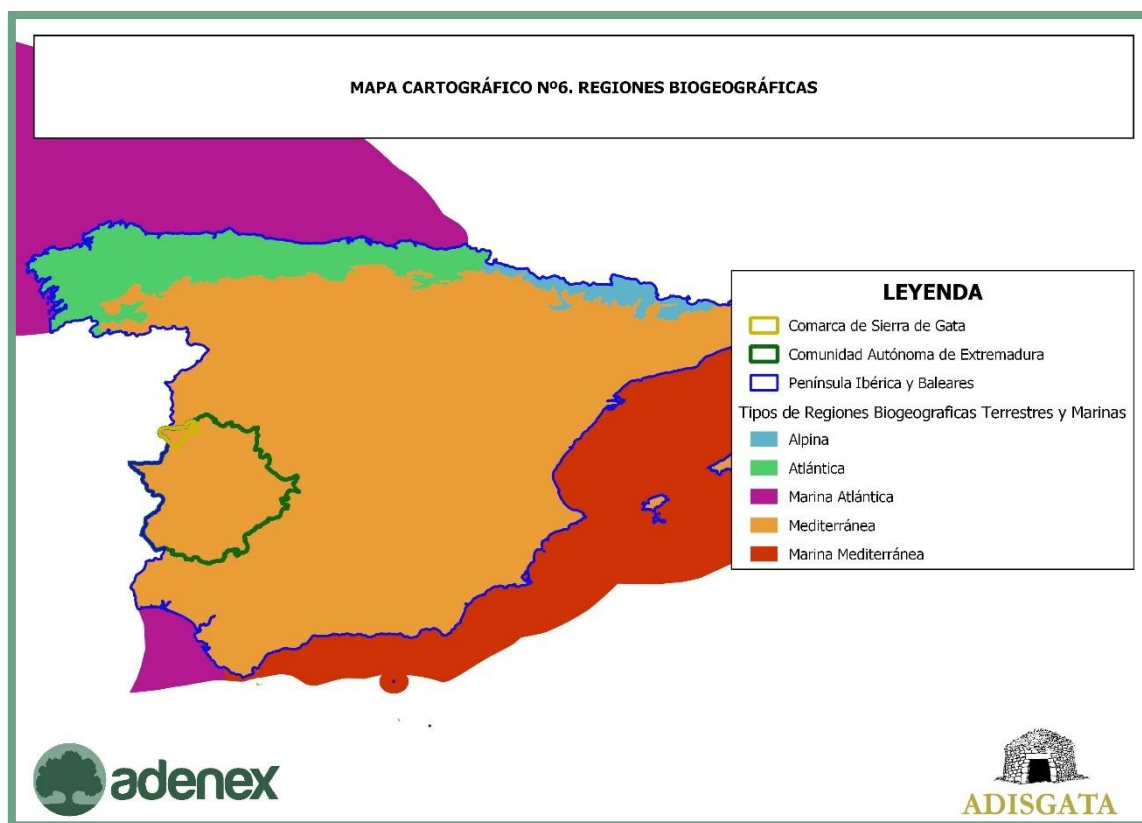 MAPA CARTOGRÁFICO Nº6. REGIONES BIOGEOGRÁFICAS
LEYENDA
Comarca de Sierra de Gata
Comunidad Autónoma de Extremadura
Península Ibérica y Baleares
Tipos de Regiones Biogeograficas Terrestres y Marinas
Alpina
Atlántica
Marina Atlántica
Mediterránea
Marina Mediterránea
adenex
ADISGATA